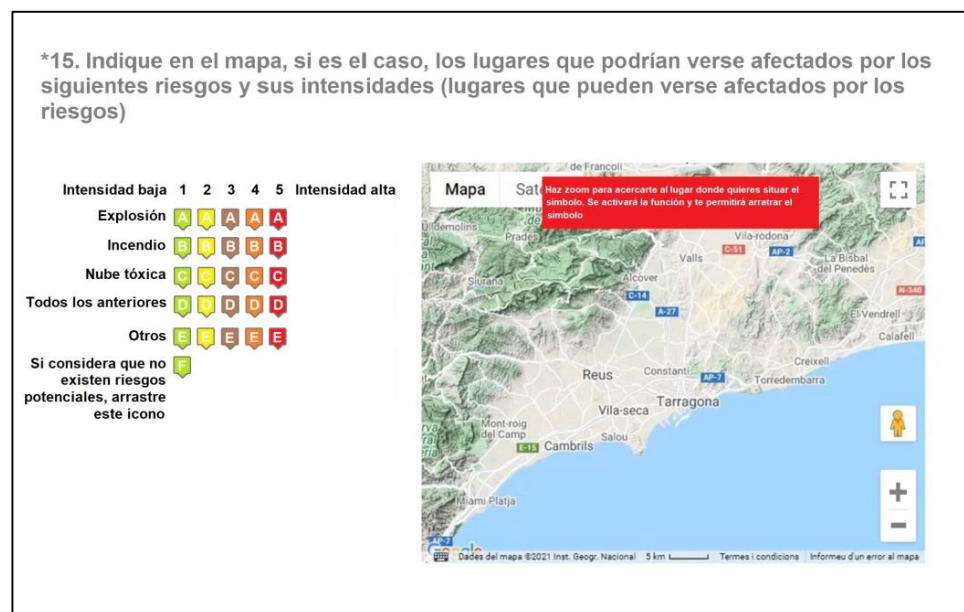 *15. Indique en el mapa, si es el caso, los lugares que podrían verse afectados por los
siguientes riesgos y sus intensidades (lugares que pueden verse afectados por los
riesgos)
Intensidad baja 1 2 3 4 5 Intensidad alta
Explosión A A A A A
Incendio B B B B B
Nube tóxica C C C C C
Todos los anteriores D D D D D
Otros E E E E E
Si considera que no
existen riesgos
potenciales, arrastre
este icono
F
de Francolí
Mapa
Haz zoom para acercarte al lugar donde quieres situar el
símbolo. Se activará la función y te permitirá arratrar el
símbolo
Ulldemolins
Prades
Vila-rodona
C-51
AP-2
Valls
La Bisbal
del Penedès
Siurana
Alcover
C-14
N-340
A-27
El Vendrell
Calafell
Creixell
Reus
Constantí
AP-7
Torredembarra
Tarragona
Vila-seca
Mont-roig
del Camp
Salou
E-15
Cambrils
Miami Platja
AP-7
Google
Dades del mapa ©2021 Inst. Geogr. Nacional
5 km
Termes i condicions
Informeu d'un error al mapa